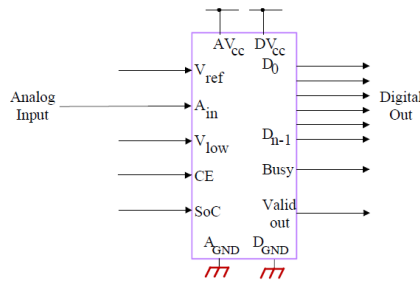 AVcc DVcc
D0
Vref
Analog
Input
Ain
Digital
Out
Vlow
Dn-1
CE
Busy
SoC
Valid
out
AGND DGND